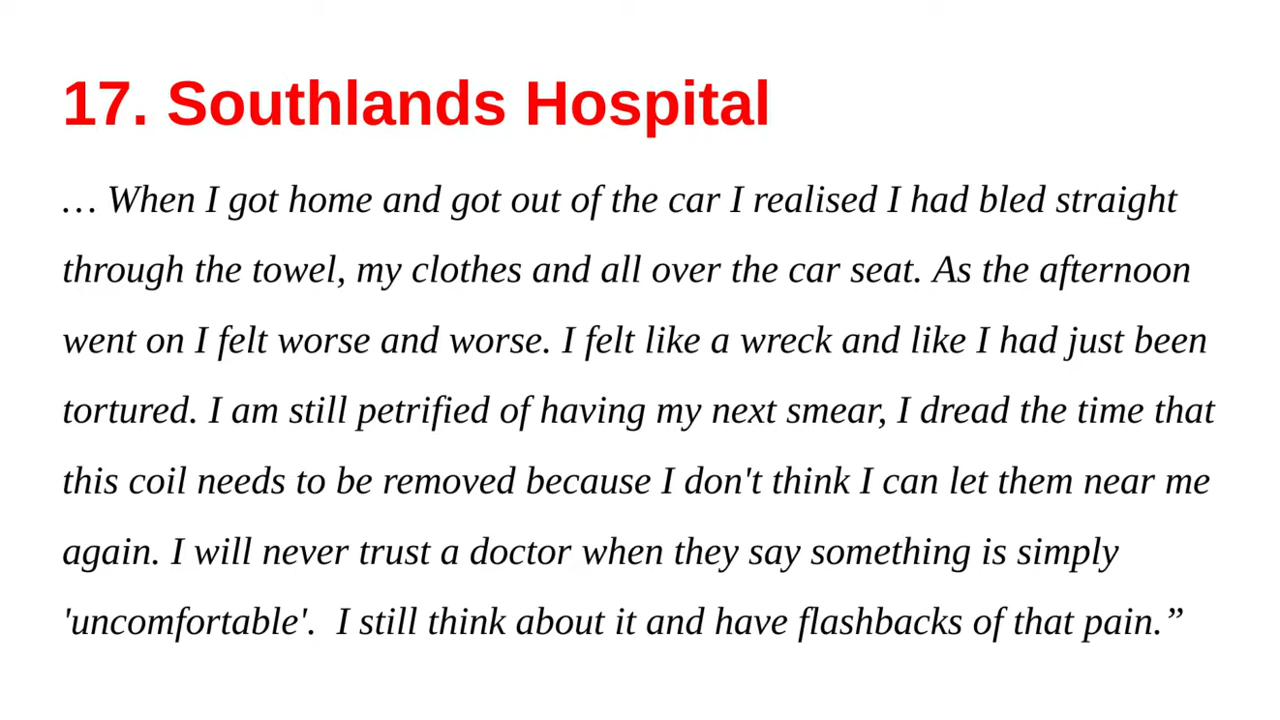 17. Southlands Hospital
… When I got home and got out of the car I realised I had bled straight
through the towel, my clothes and all over the car seat. As the afternoon
went on I felt worse and worse. I felt like a wreck and like I had just been
tortured. I am still petrified of having my next smear, I dread the time that
this coil needs to be removed because I don't think I can let them near me
again. I will never trust a doctor when they say something is simply
'uncomfortable'.  I still think about it and have flashbacks of that pain.”